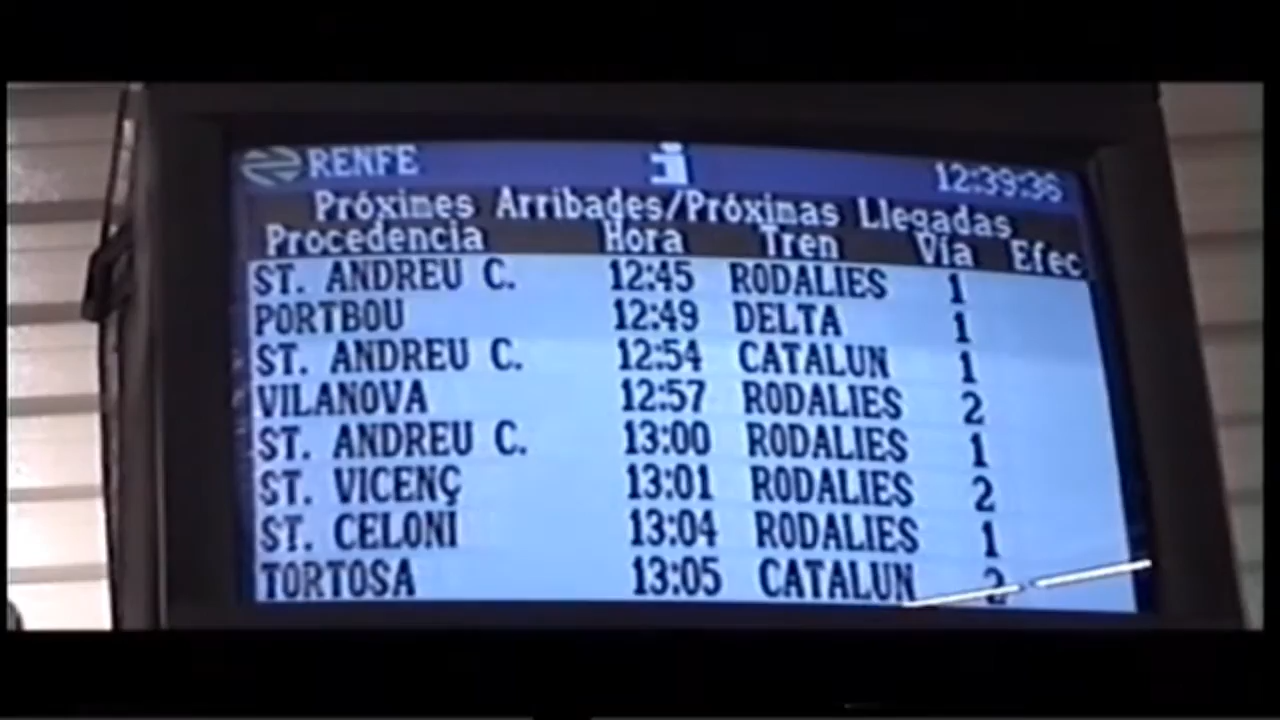 RENFE i 12:39:36
Próximes Arribades/Próximas Llegadas
Procedencia Hora Tren Vía Efec
ST. ANDREU C. 12:45 RODALIES 1
PORTBOU 12:49 DELTA 1
ST. ANDREU C. 12:54 CATALUN 1
VILANOVA 12:57 RODALIES 2
ST. ANDREU C. 13:00 RODALIES 1
ST. VICENÇ 13:01 RODALIES 2
ST. CELONI 13:04 RODALIES 1
TORTOSA 13:05 CATALUN 2